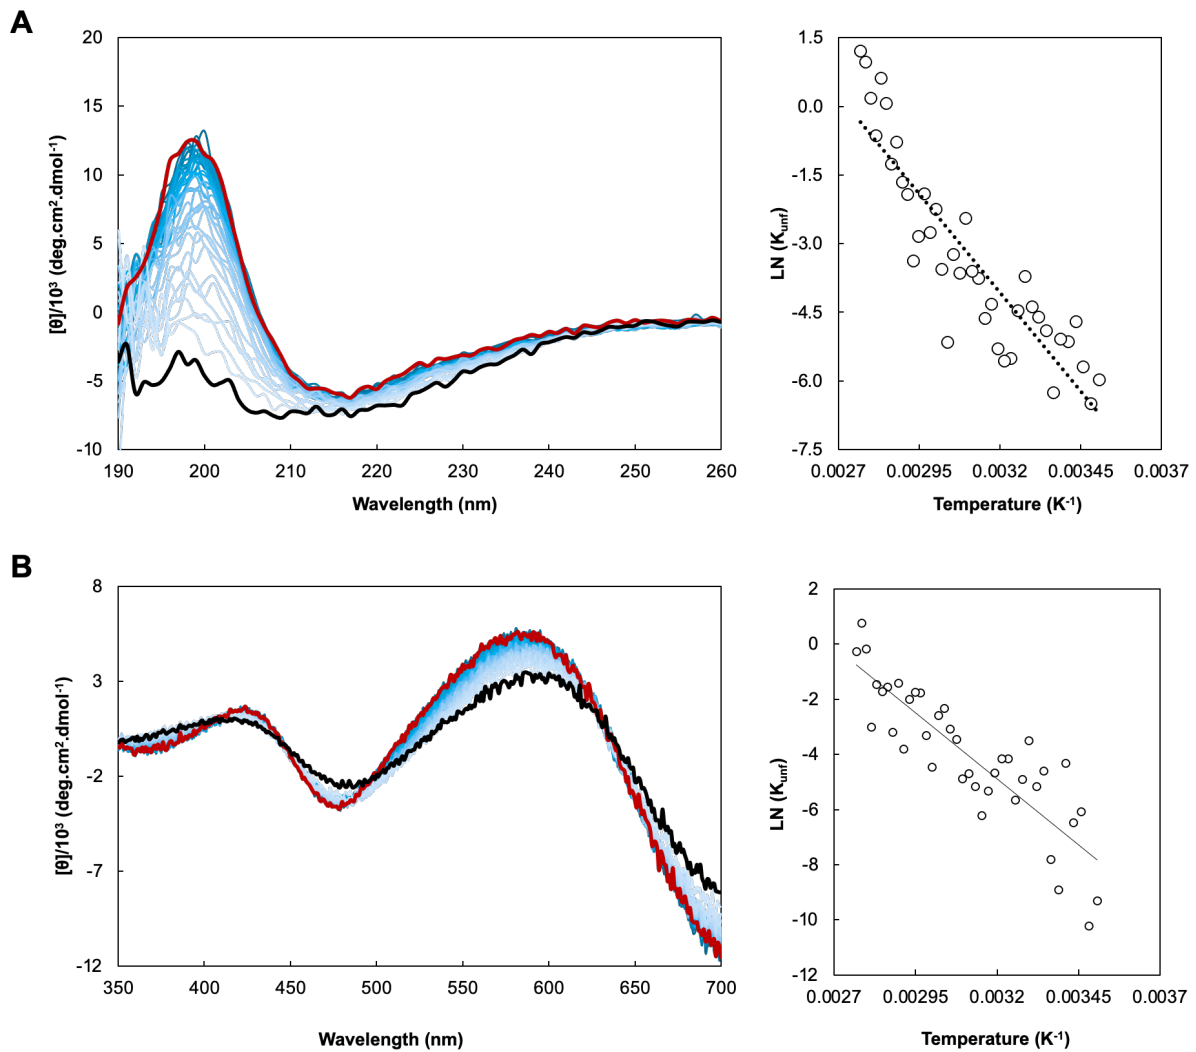 A
20
15
10
5
0
-5
-10
[θ]/10³ (deg.cm².dmol⁻¹)
190 200 210 220 230 240 250 260
Wavelength (nm)
1.5
0.0
-1.5
-3.0
-4.5
-6.0
-7.5
LN (Kunf)
0.0027 0.00295 0.0032 0.00345 0.0037
Temperature (K⁻¹)
B
8
3
-2
-7
-12
[θ]/10³ (deg.cm².dmol⁻¹)
350 400 450 500 550 600 650 700
Wavelength (nm)
2
0
-2
-4
-6
-8
-10
-12
LN (Kunf)
0.0027 0.00295 0.0032 0.00345 0.0037
Temperature (K⁻¹)